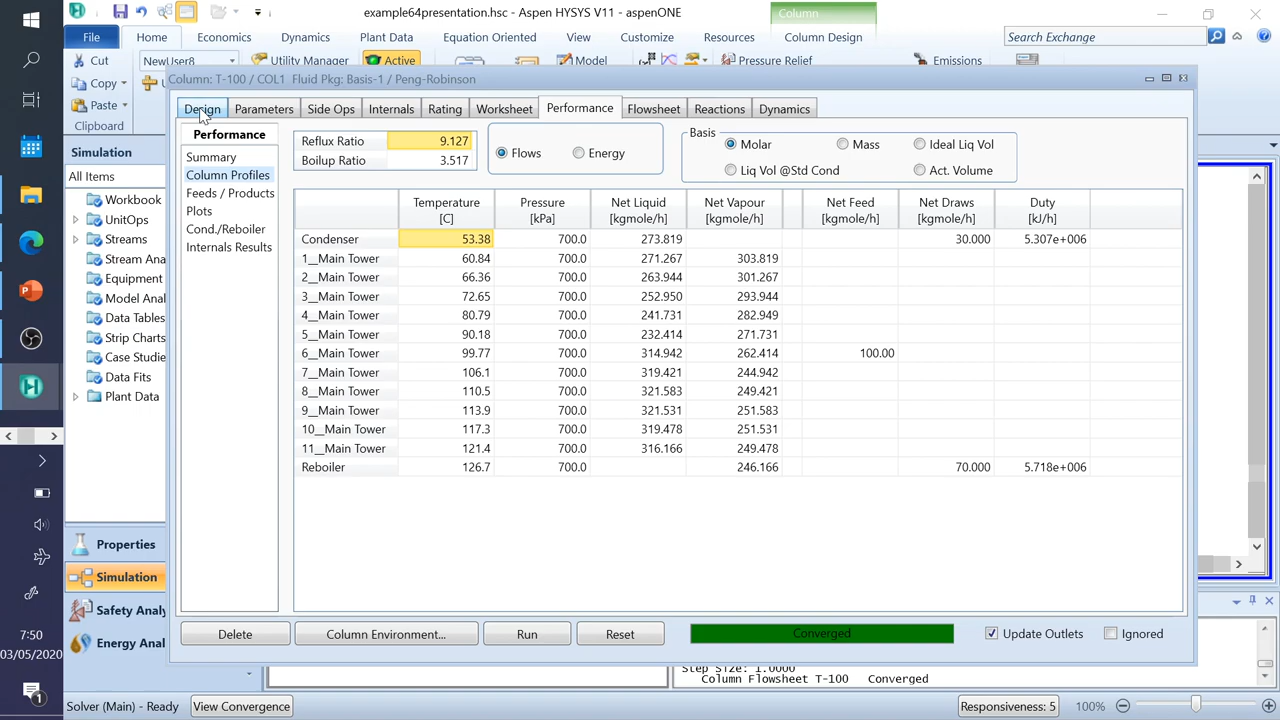 example64presentation.hsc - Aspen HYSYS V11 - aspenONE
Column
File Home Economics Dynamics Plant Data Equation Oriented View Customize Resources Column Design Search Exchange
Cut NewUser8 Utility Manager Active Model Pressure Relief Emissions
Copy
Paste
Clipboard
Column: T-100 / COL1 Fluid Pkg: Basis-1 / Peng-Robinson
Design Parameters Side Ops Internals Rating Worksheet Performance Flowsheet Reactions Dynamics
Simulation
All Items
Workbook
UnitOps
Streams
Stream Ana
Equipment
Model Anal
Data Tables
Strip Charts
Case Studie
Data Fits
Plant Data
Properties
Simulation
Safety Analy
Energy Anal
Performance
Summary
Column Profiles
Feeds / Products
Plots
Cond./Reboiler
Internals Results
Reflux Ratio 9.127
Boilup Ratio 3.517
Flows Energy
Basis
Molar Mass Ideal Liq Vol
Liq Vol @Std Cond Act. Volume
Temperature Pressure Net Liquid Net Vapour Net Feed Net Draws Duty
[C] [kPa] [kgmole/h] [kgmole/h] [kgmole/h] [kgmole/h] [kJ/h]
Condenser 53.38 700.0 273.819 30.000 5.307e+006
1__Main Tower 60.84 700.0 271.267 303.819
2__Main Tower 66.36 700.0 263.944 301.267
3__Main Tower 72.65 700.0 252.950 293.944
4__Main Tower 80.79 700.0 241.731 282.949
5__Main Tower 90.18 700.0 232.414 271.731
6__Main Tower 99.77 700.0 314.942 262.414 100.00
7__Main Tower 106.1 700.0 319.421 244.942
8__Main Tower 110.5 700.0 321.583 249.421
9__Main Tower 113.9 700.0 321.531 251.583
10__Main Tower 117.3 700.0 319.478 251.531
11__Main Tower 121.4 700.0 316.166 249.478
Reboiler 126.7 700.0 246.166 70.000 5.718e+006
Delete Column Environment... Run Reset Converged Update Outlets Ignored
Step Size: 1.0000
Column Flowsheet T-100 Converged
7:50
03/05/2020
1
Solver (Main) - Ready View Convergence Responsiveness: 5 100%